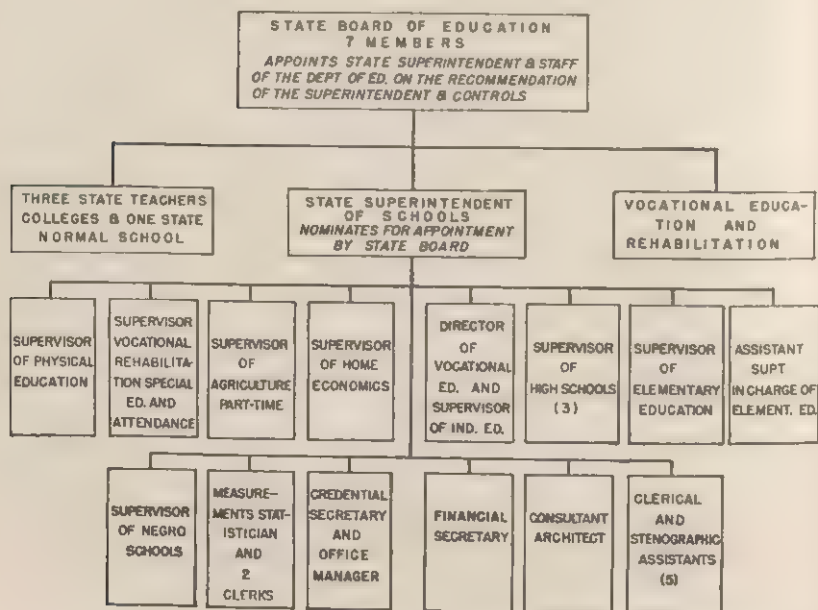 STATE BOARD OF EDUCATION
7 MEMBERS
APPOINTS STATE SUPERINTENDENT & STAFF
OF THE DEPT OF ED. ON THE RECOMMENDATION
OF THE SUPERINTENDENT & CONTROLS
THREE STATE TEACHERS
COLLEGES & ONE STATE
NORMAL SCHOOL
STATE SUPERINTENDENT
OF SCHOOLS
NOMINATES FOR APPOINTMENT
BY STATE BOARD
VOCATIONAL EDUCA-
TION AND
REHABILITATION
SUPERVISOR
OF PHYSICAL
EDUCATION
SUPERVISOR
VOCATIONAL
REHABILITA-
TION SPECIAL
ED. AND
ATTENDANCE
SUPERVISOR
OF
AGRICULTURE
PART-TIME
SUPERVISOR
OF HOME
ECONOMICS
DIRECTOR
OF
VOCATIONAL
ED. AND
SUPERVISOR
OF IND. ED.
SUPERVISOR
OF
HIGH SCHOOLS
(3)
SUPERVISOR
OF
ELEMENTARY
EDUCATION
ASSISTANT
SUPT
IN CHARGE OF
ELEMENT. ED.
SUPERVISOR
OF NEGRO
SCHOOLS
MEASURE-
MENTS STAT-
ISTICIAN
AND
2
CLERKS
CREDENTIAL
SECRETARY
AND
OFFICE
MANAGER
FINANCIAL
SECRETARY
CONSULTANT
ARCHITECT
CLERICAL
AND
STENOGRAPHIC
ASSISTANTS
(5)